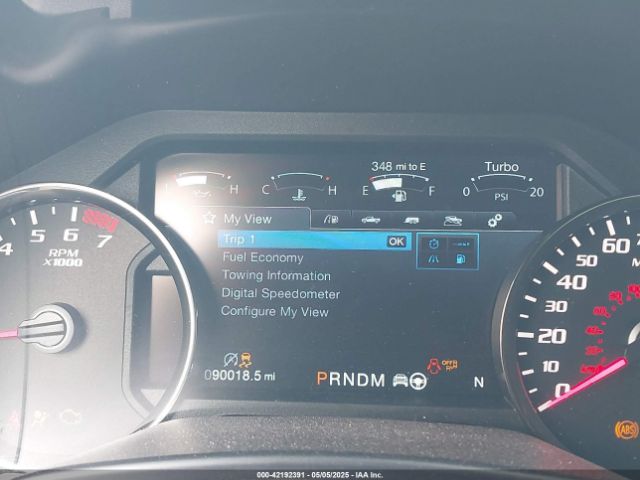 348 mi to E
Turbo
H C H E F 0 PSI 20
My View
Trip 1 OK
Fuel Economy
Towing Information
Digital Speedometer
Configure My View
090018.5 mi
PRNDM
N
4 5 6 7
RPM
x1000
60
50
40
30
20
10
0
ABS
000-42192391 - 05/05/2025 - IAA Inc.